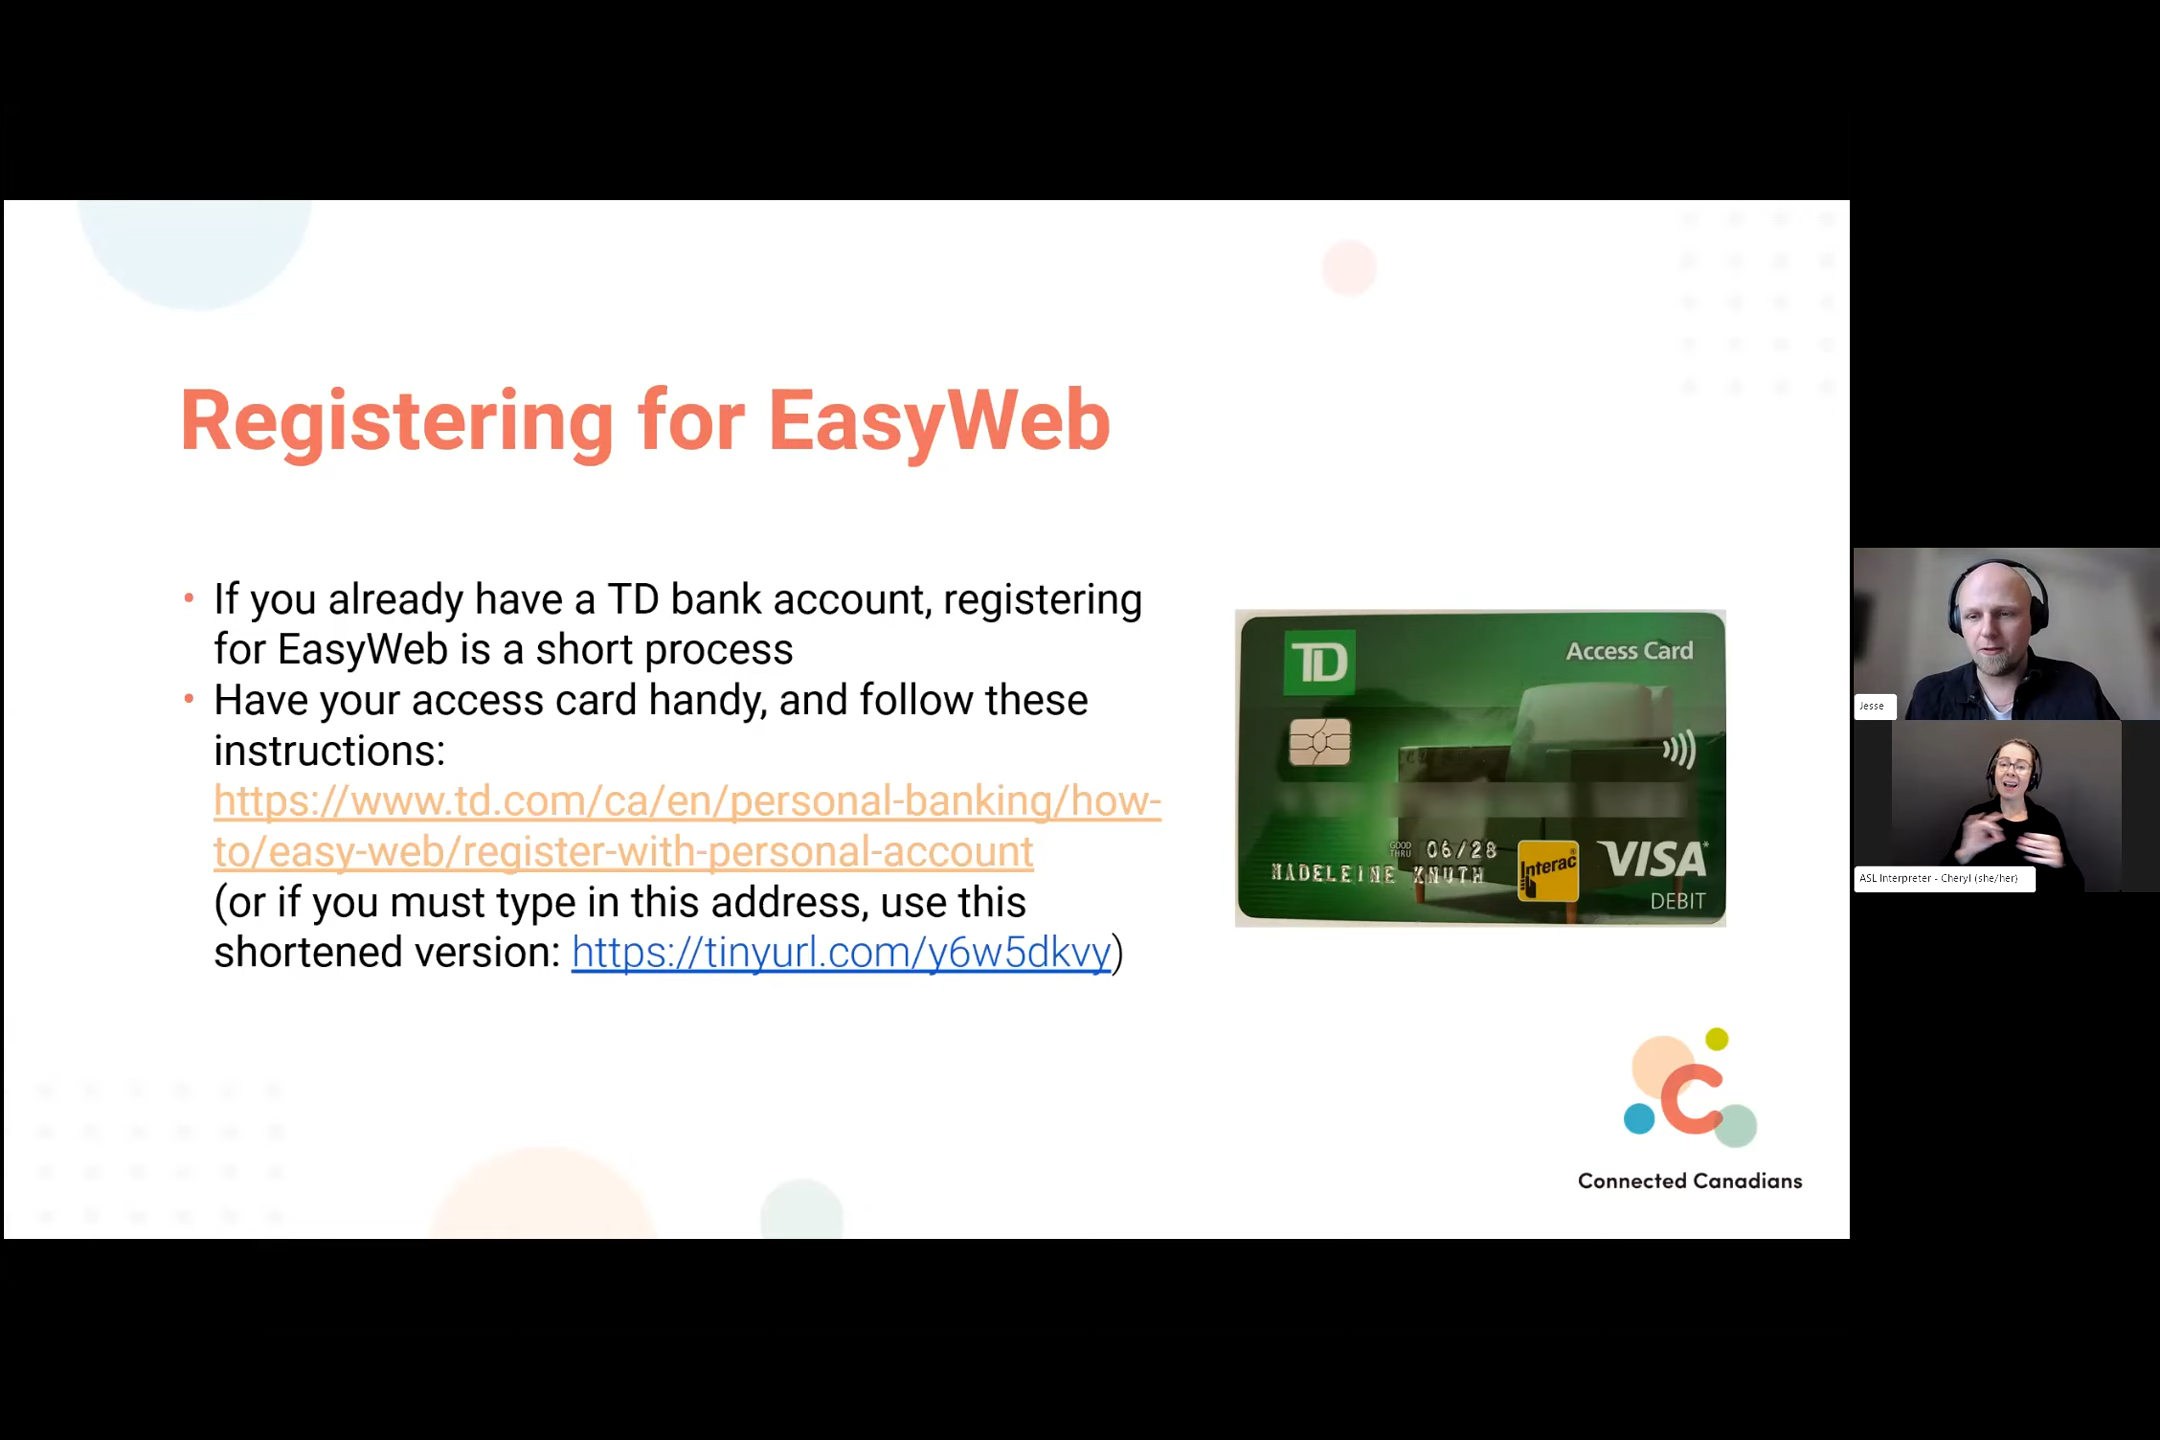 Registering for EasyWeb
• If you already have a TD bank account, registering
for EasyWeb is a short process
• Have your access card handy, and follow these
instructions:
https://www.td.com/ca/en/personal-banking/how-
to/easy-web/register-with-personal-account
(or if you must type in this address, use this
shortened version: https://tinyurl.com/y6w5dkvy)
TD
Access Card
GOOD
THRU 06/28
MADELEINE KNUTH
Interac
VISA
DEBIT
Connected Canadians
Jesse
ASL Interpreter - Cheryl (she/her)